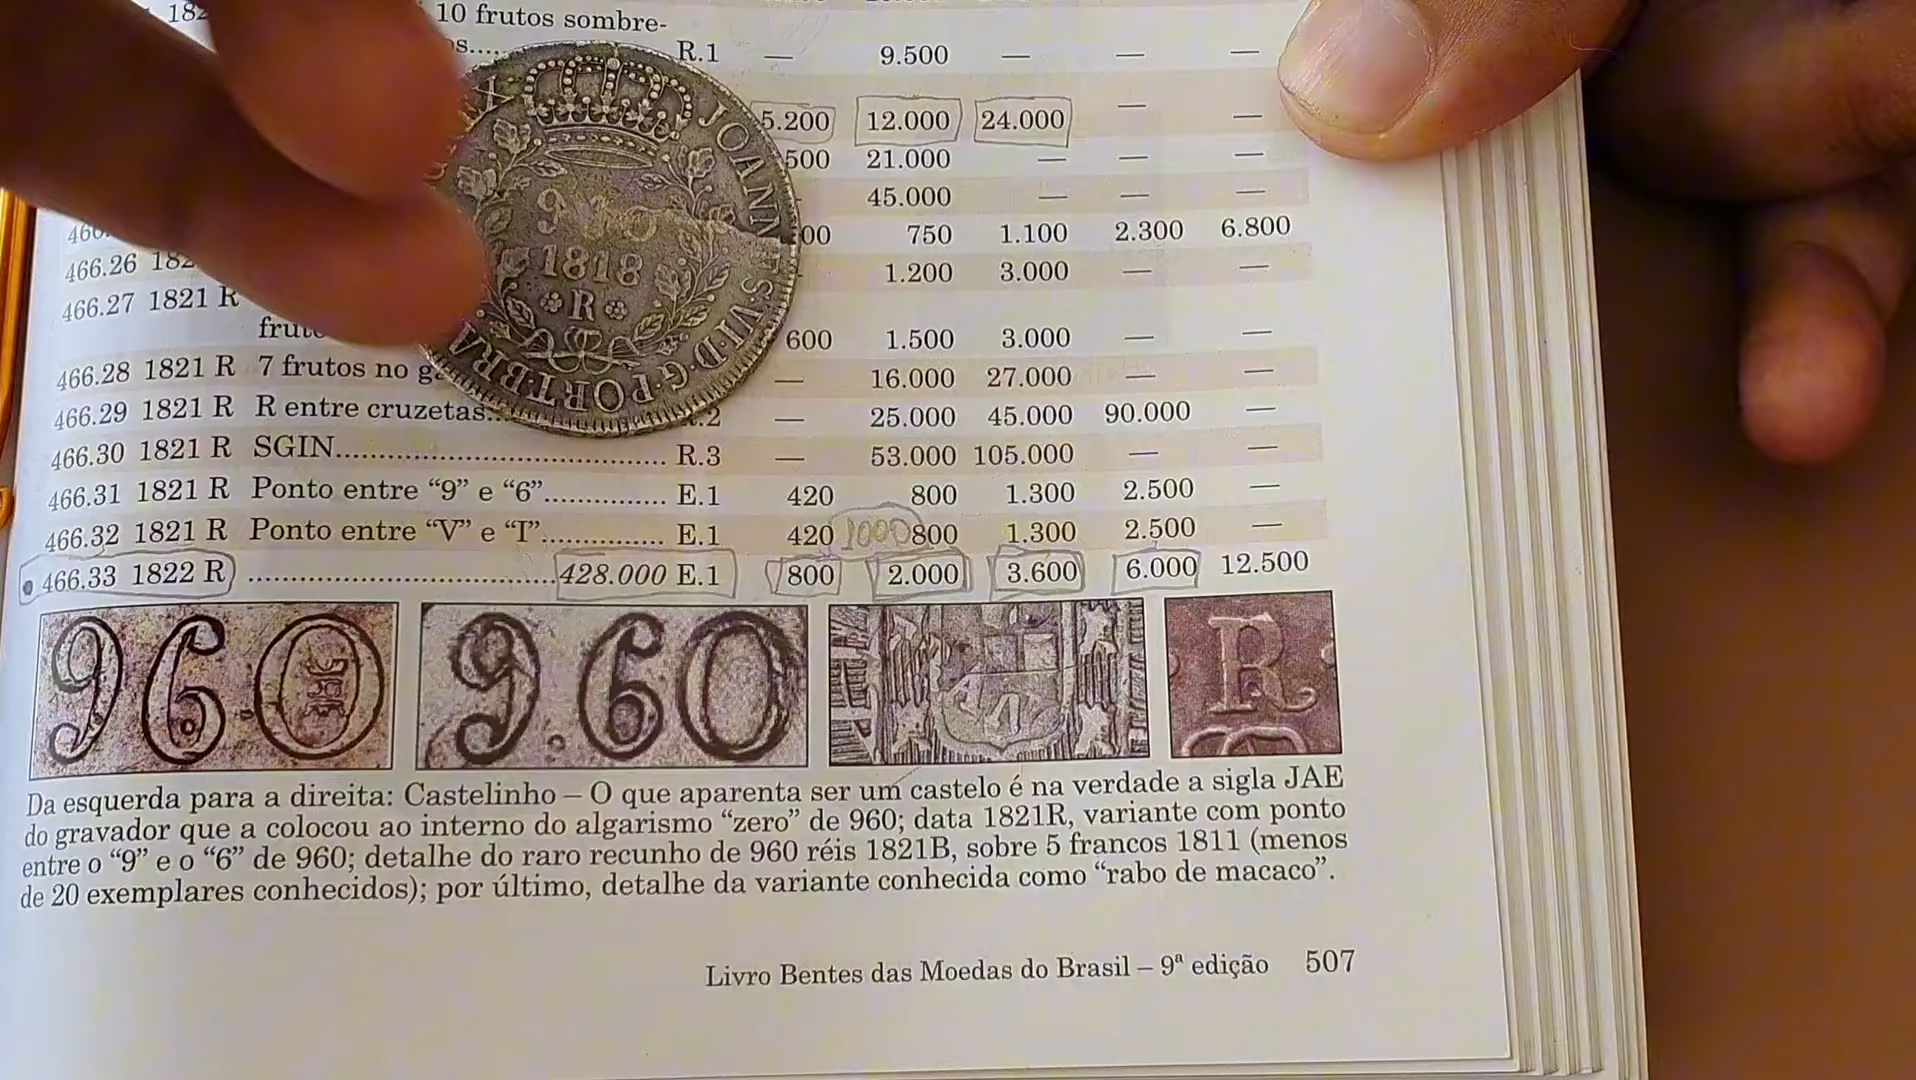 182
10 frutos sombre-
R.1 — 9.500 — — —
5.200 12.000 24.000 — —
500 21.000 — — —
45.000 — — —
466. 00 750 1.100 2.300 6.800
466.26 182 1.200 3.000 — —
466.27 1821 R
600 1.500 3.000 — —
466.28 1821 R 7 frutos no — 16.000 27.000 — —
466.29 1821 R R entre cruzetas .2 — 25.000 45.000 90.000 —
466.30 1821 R SGIN........................................ R.3 — 53.000 105.000 — —
466.31 1821 R Ponto entre “9” e “6”............... E.1 420 800 1.300 2.500 —
466.32 1821 R Ponto entre “V” e “I”............... E.1 420 1000 800 1.300 2.500 —
• 466.33 1822 R ......................................428.000 E.1 800 2.000 3.600 6.000 12.500
JOANNES·VI·D·G·PORT·BRA
960
1818
R
960
9.60
R
Da esquerda para a direita: Castelinho – O que aparenta ser um castelo é na verdade a sigla JAE
do gravador que a colocou ao interno do algarismo “zero” de 960; data 1821R, variante com ponto
entre o “9” e o “6” de 960; detalhe do raro recunho de 960 réis 1821B, sobre 5 francos 1811 (menos
de 20 exemplares conhecidos); por último, detalhe da variante conhecida como “rabo de macaco”.
Livro Bentes das Moedas do Brasil – 9ª edição 507